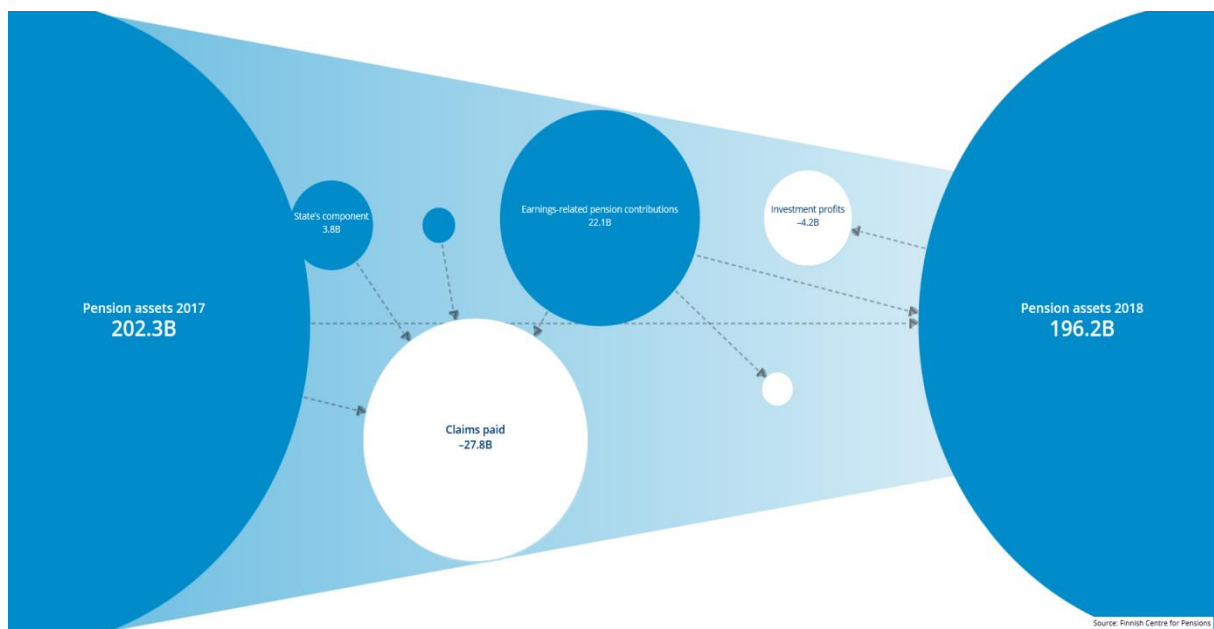 Pension assets 2017
202.3B
State's component
3.8B
Earnings-related pension contributions
22.1B
Investment profits
–4.2B
Claims paid
–27.8B
Pension assets 2018
196.2B
Source: Finnish Centre for Pensions